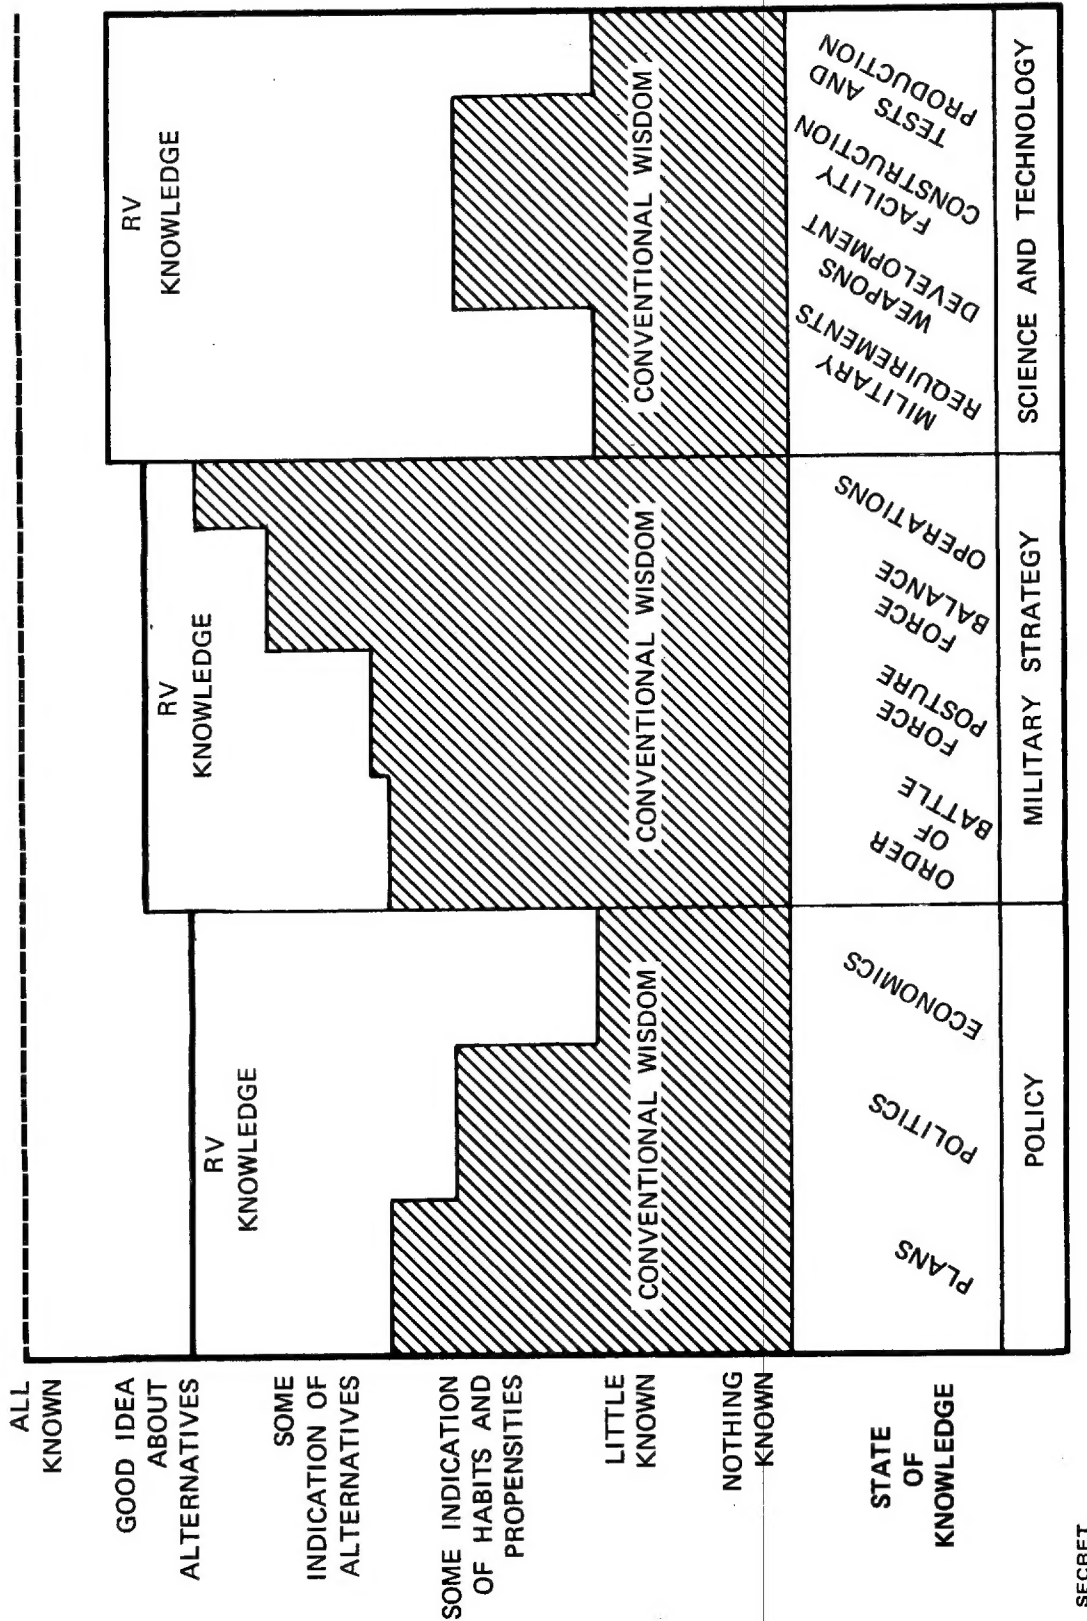 ALL
KNOWN
GOOD IDEA
ABOUT
ALTERNATIVES
SOME
INDICATION OF
ALTERNATIVES
SOME INDICATION
OF HABITS AND
PROPENSITIES
LITTLE
KNOWN
NOTHING
KNOWN
STATE
OF
KNOWLEDGE
RV
KNOWLEDGE
CONVENTIONAL WISDOM
PLANS
POLITICS
ECONOMICS
POLICY
RV
KNOWLEDGE
CONVENTIONAL WISDOM
ORDER
OF
BATTLE
FORCE
POSTURE
FORCE
BALANCE
OPERATIONS
MILITARY STRATEGY
RV
KNOWLEDGE
CONVENTIONAL WISDOM
MILITARY
REQUIREMENTS
WEAPONS
DEVELOPMENT
FACILITY
CONSTRUCTION
TESTS AND
PRODUCTION
SCIENCE AND TECHNOLOGY
SECRET